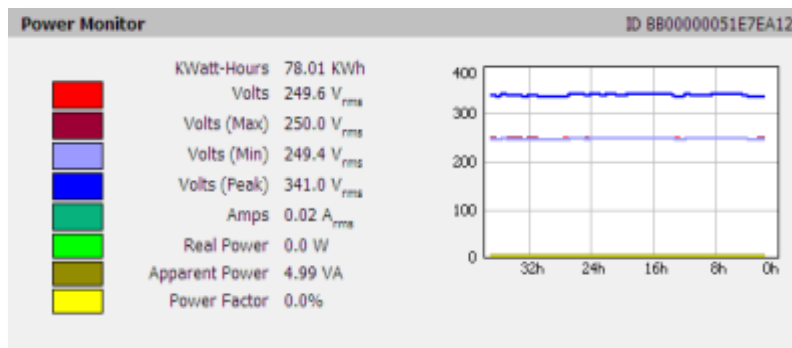 Power Monitor ID BB00000051E7EA12
KWatt-Hours 78.01 KWh
Volts 249.6 Vrms
Volts (Max) 250.0 Vrms
Volts (Min) 249.4 Vrms
Volts (Peak) 341.0 Vrms
Amps 0.02 Arms
Real Power 0.0 W
Apparent Power 4.99 VA
Power Factor 0.0%
400
300
200
100
0
32h 24h 16h 8h 0h